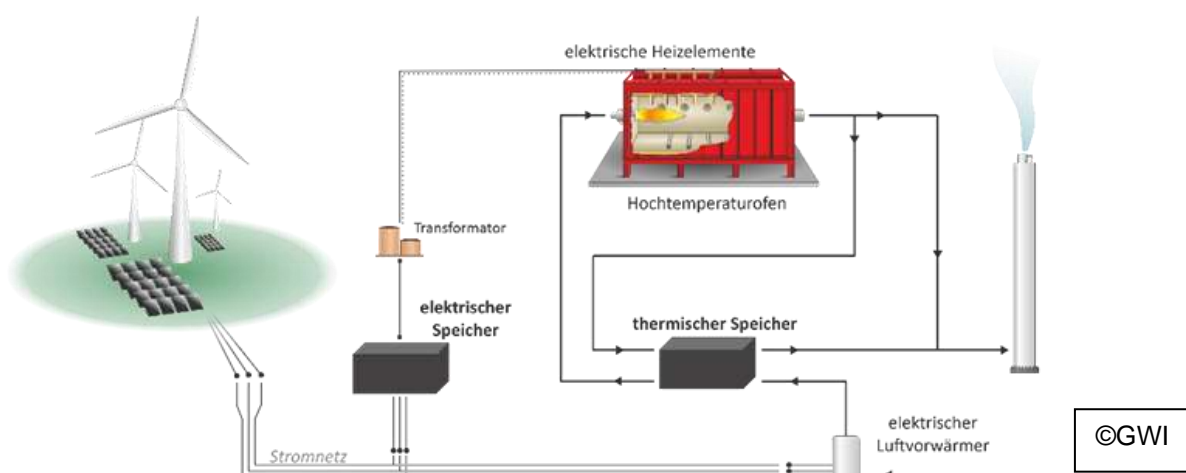 elektrische Heizelemente
Hochtemperaturofen
Transformator
elektrischer
Speicher
thermischer Speicher
elektrischer
Luftvorwärmer
Stromnetz
©GWI